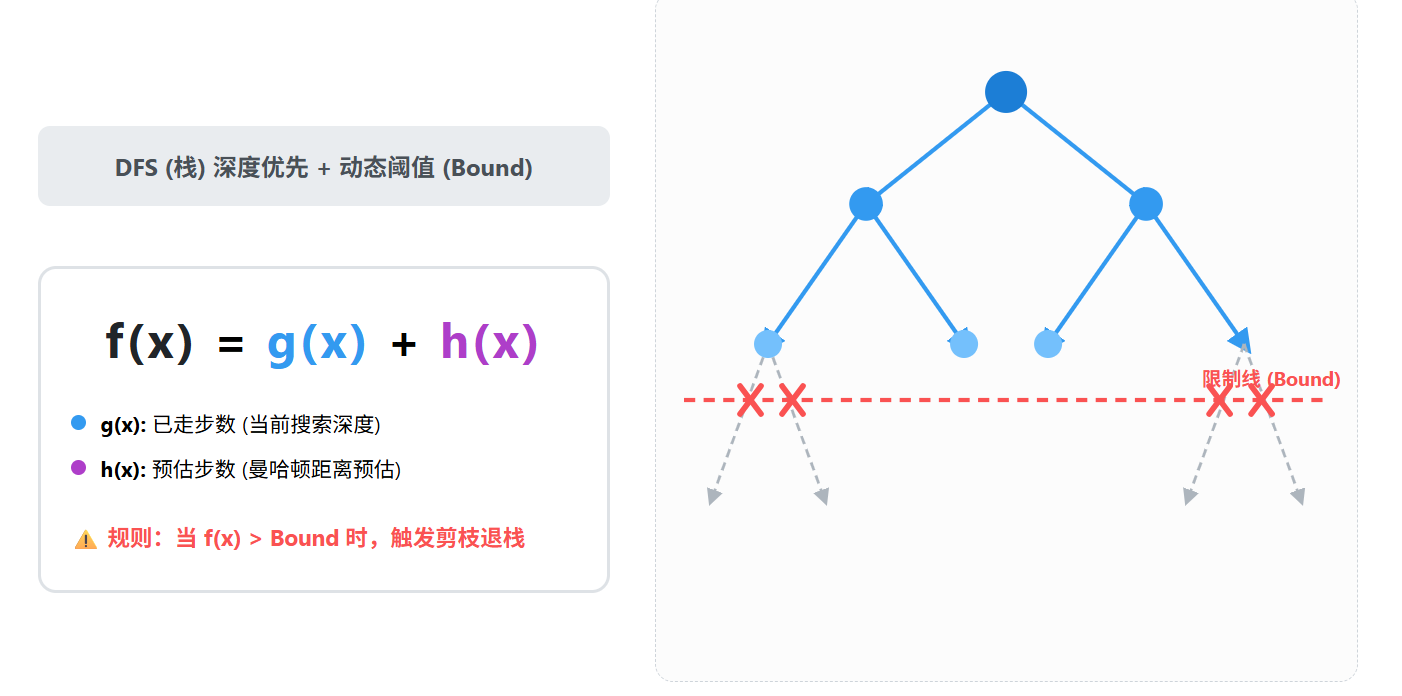 DFS (栈) 深度优先 + 动态阈值 (Bound)
f(x) = g(x) + h(x)
g(x): 已走步数 (当前搜索深度)
h(x): 预估步数 (曼哈顿距离预估)
规则：当 f(x) > Bound 时，触发剪枝退栈
限制线 (Bound)